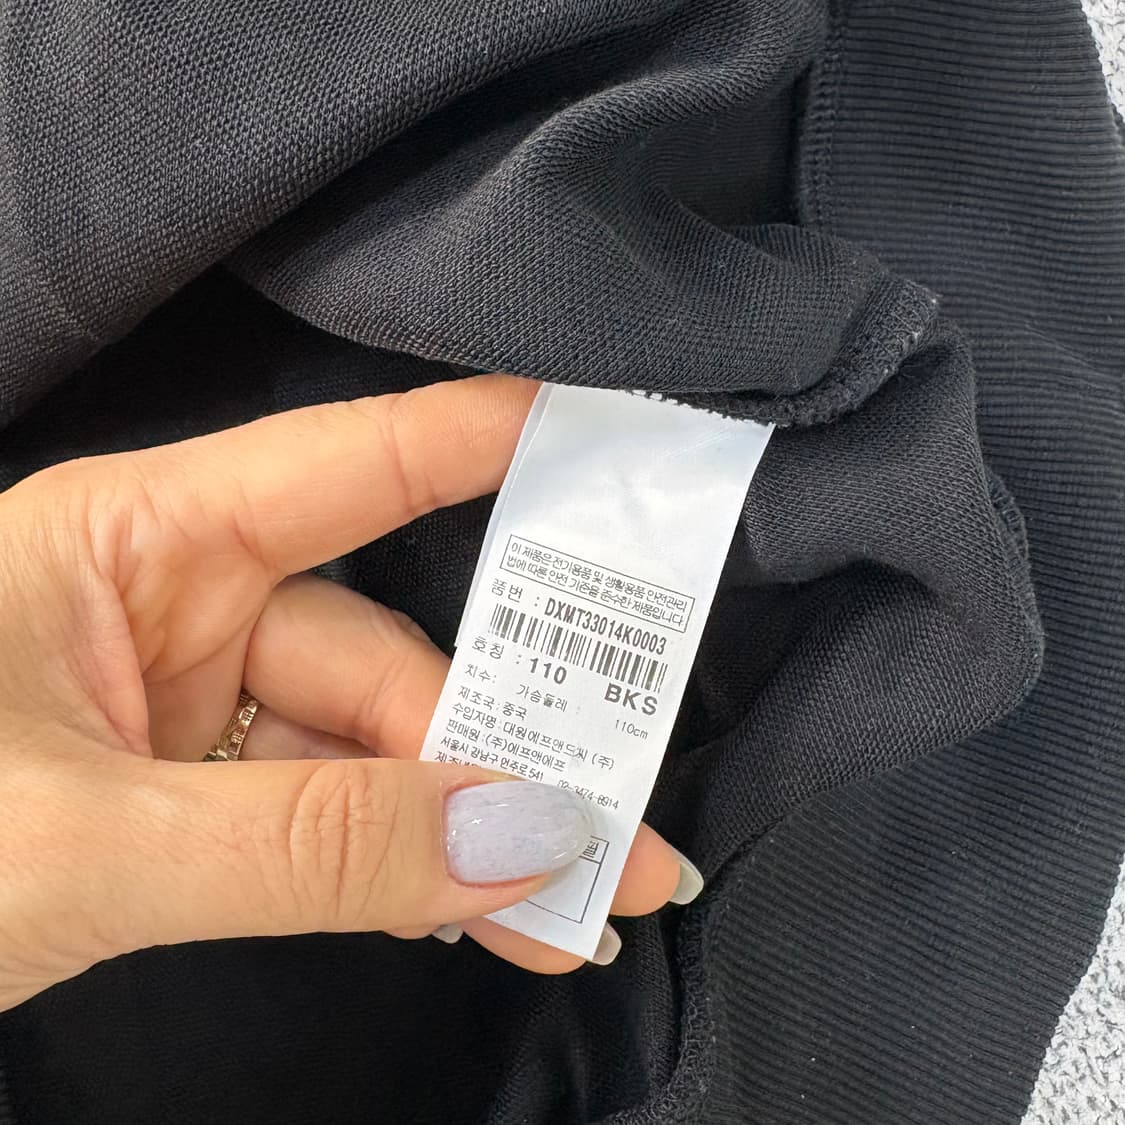 이 제품은 전기용품 및 생활용품 안전관리
법에 따른 안전 기준을 준수한 제품입니다.
품번 : DXMT33014K0003
호칭 : 110 BKS
치수: 가슴둘레 : 110cm
제조국 : 중국
수입자명 : 대원에프앤드씨 (주)
판매원 : (주)에프앤에프
서울시 강남구 언주로 541
02-3474-8914
필